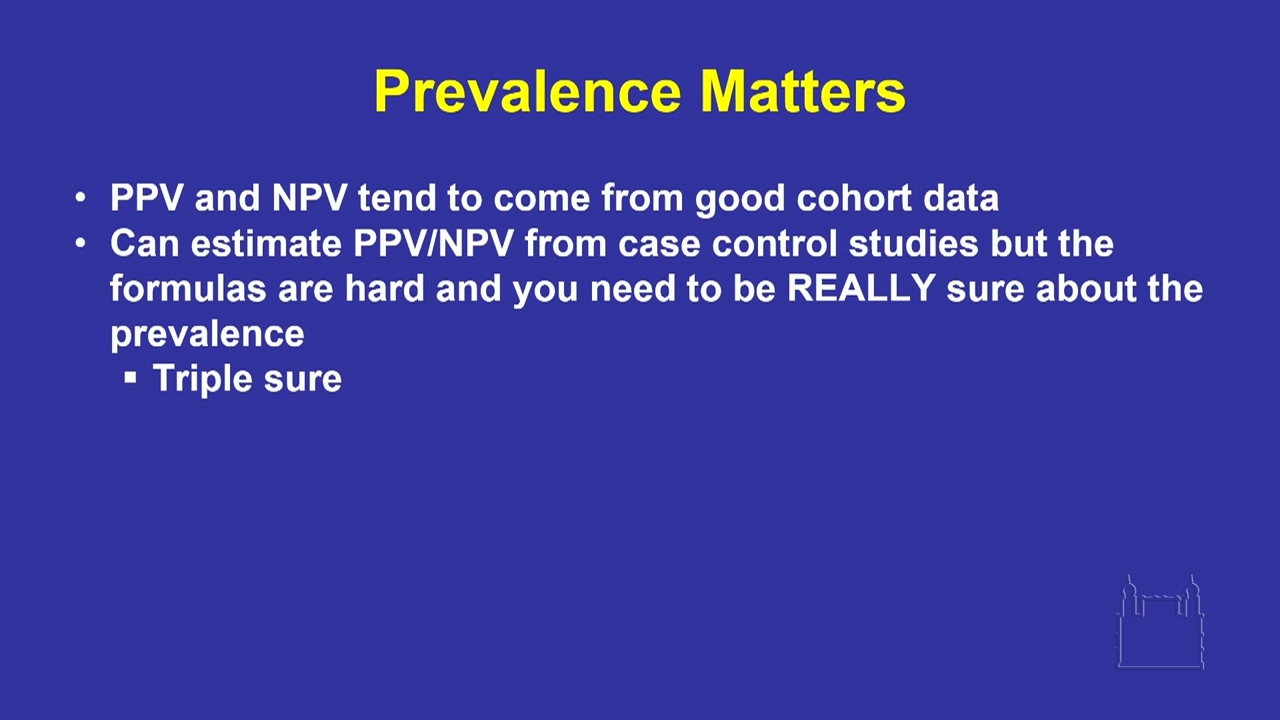 Prevalence Matters
• PPV and NPV tend to come from good cohort data
• Can estimate PPV/NPV from case control studies but the
formulas are hard and you need to be REALLY sure about the
prevalence
▪ Triple sure